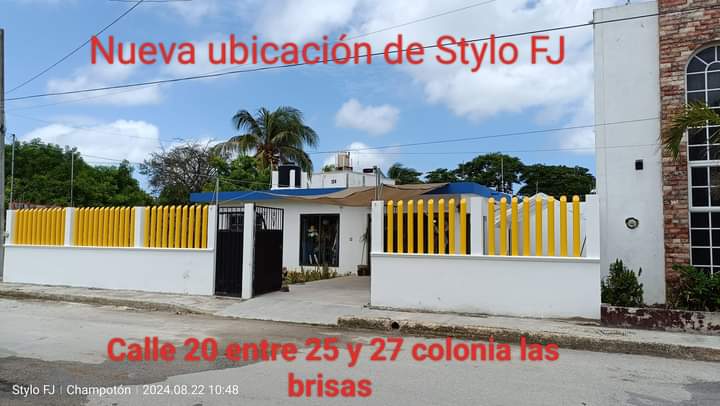 Nueva ubicación de Stylo FJ
Calle 20 entre 25 y 27 colonia las
brisas
Stylo FJ | Champotón | 2024.08.22 10:48